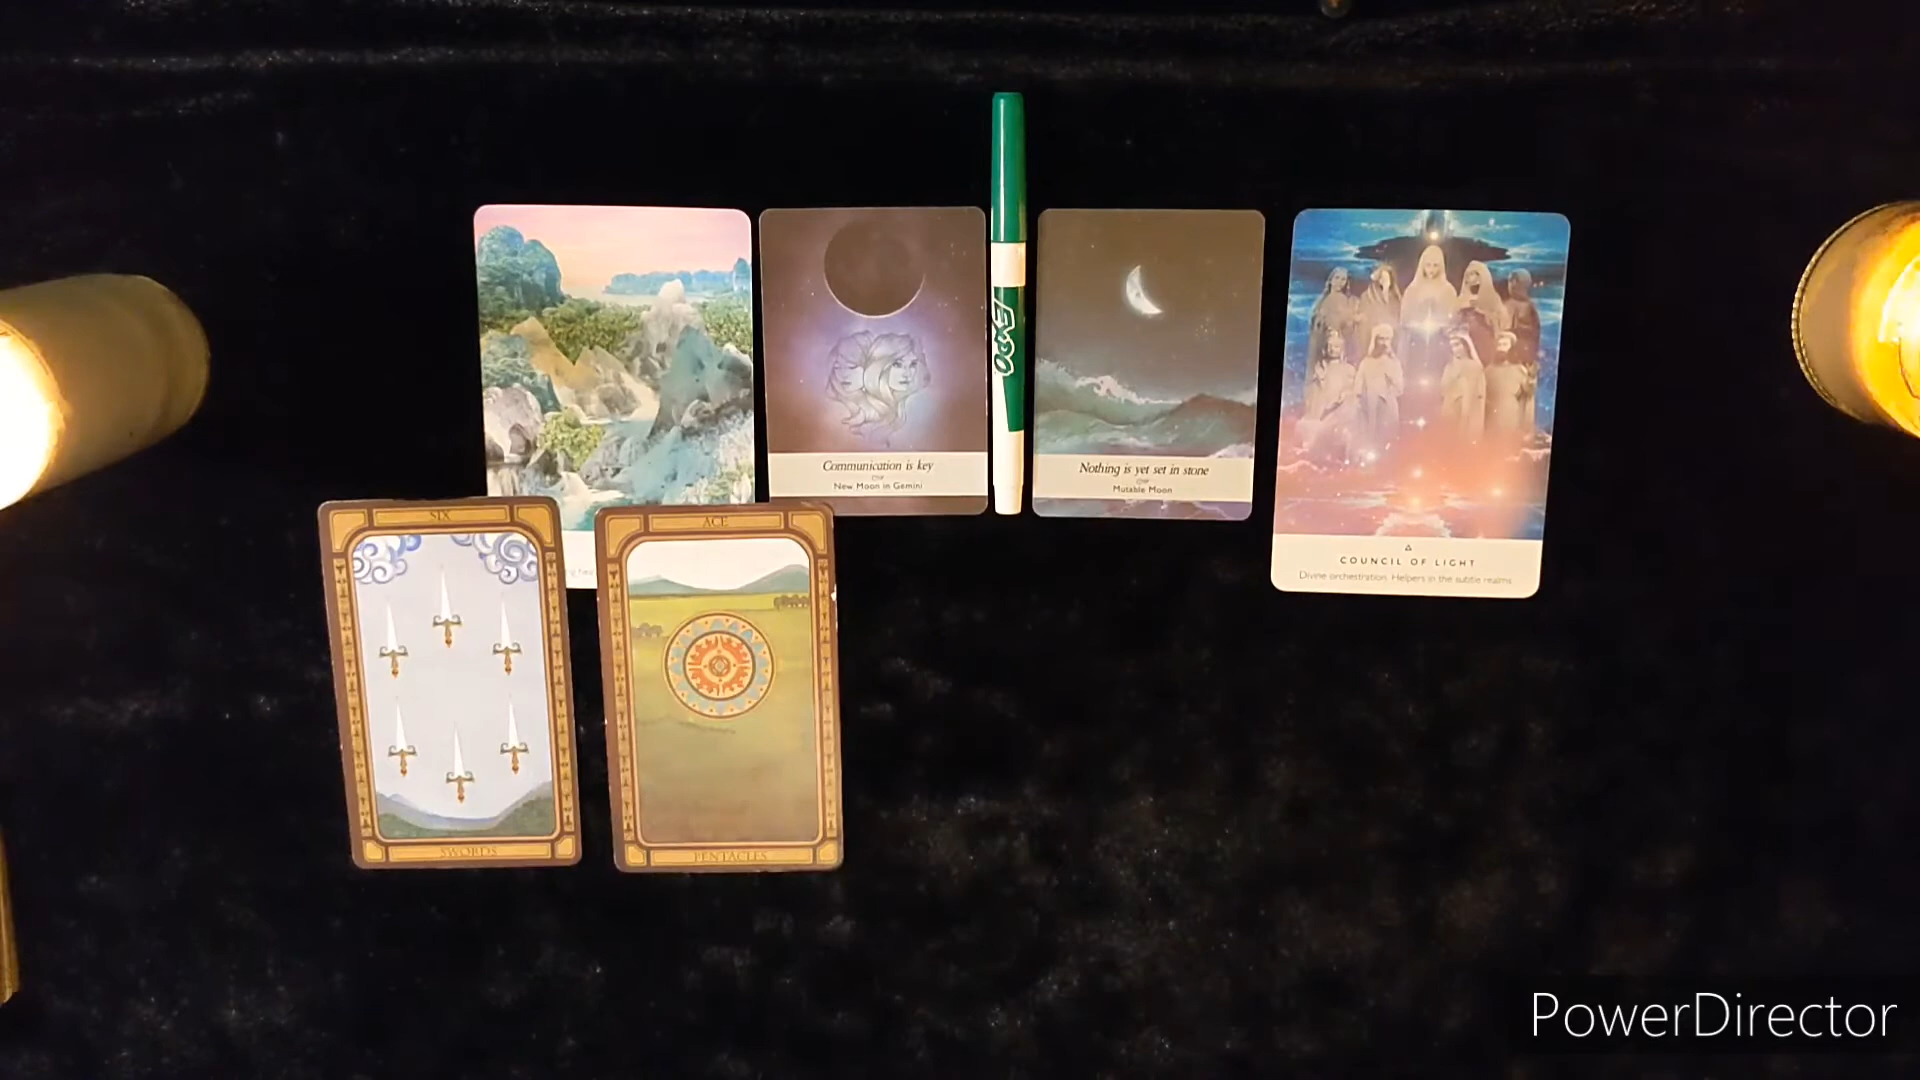 EXPO
Communication is key
New Moon in Gemini
Nothing is yet set in stone
Mutable Moon
COUNCIL OF LIGHT
Divine orchestration. Helpers in the subtle realms
SIX
SWORDS
ACE
PENTACLES
PowerDirector